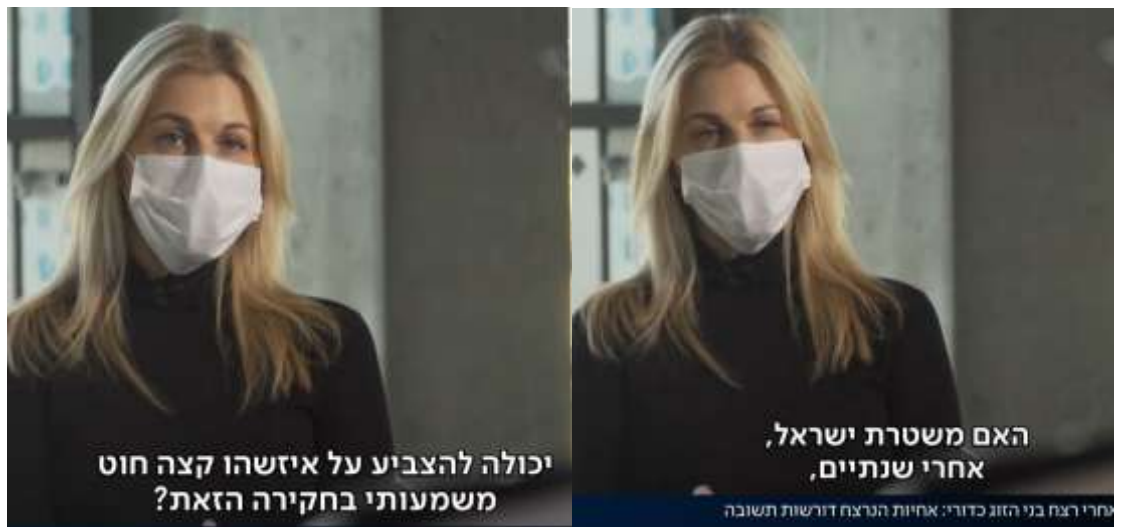 האם משטרת ישראל,
אחרי שנתיים,
אחרי רצח בני הזוג כדורי: אחיות הנרצח דורשות תשובה
יכולה להצביע על איזשהו קצה חוט
משמעותי בחקירה הזאת?